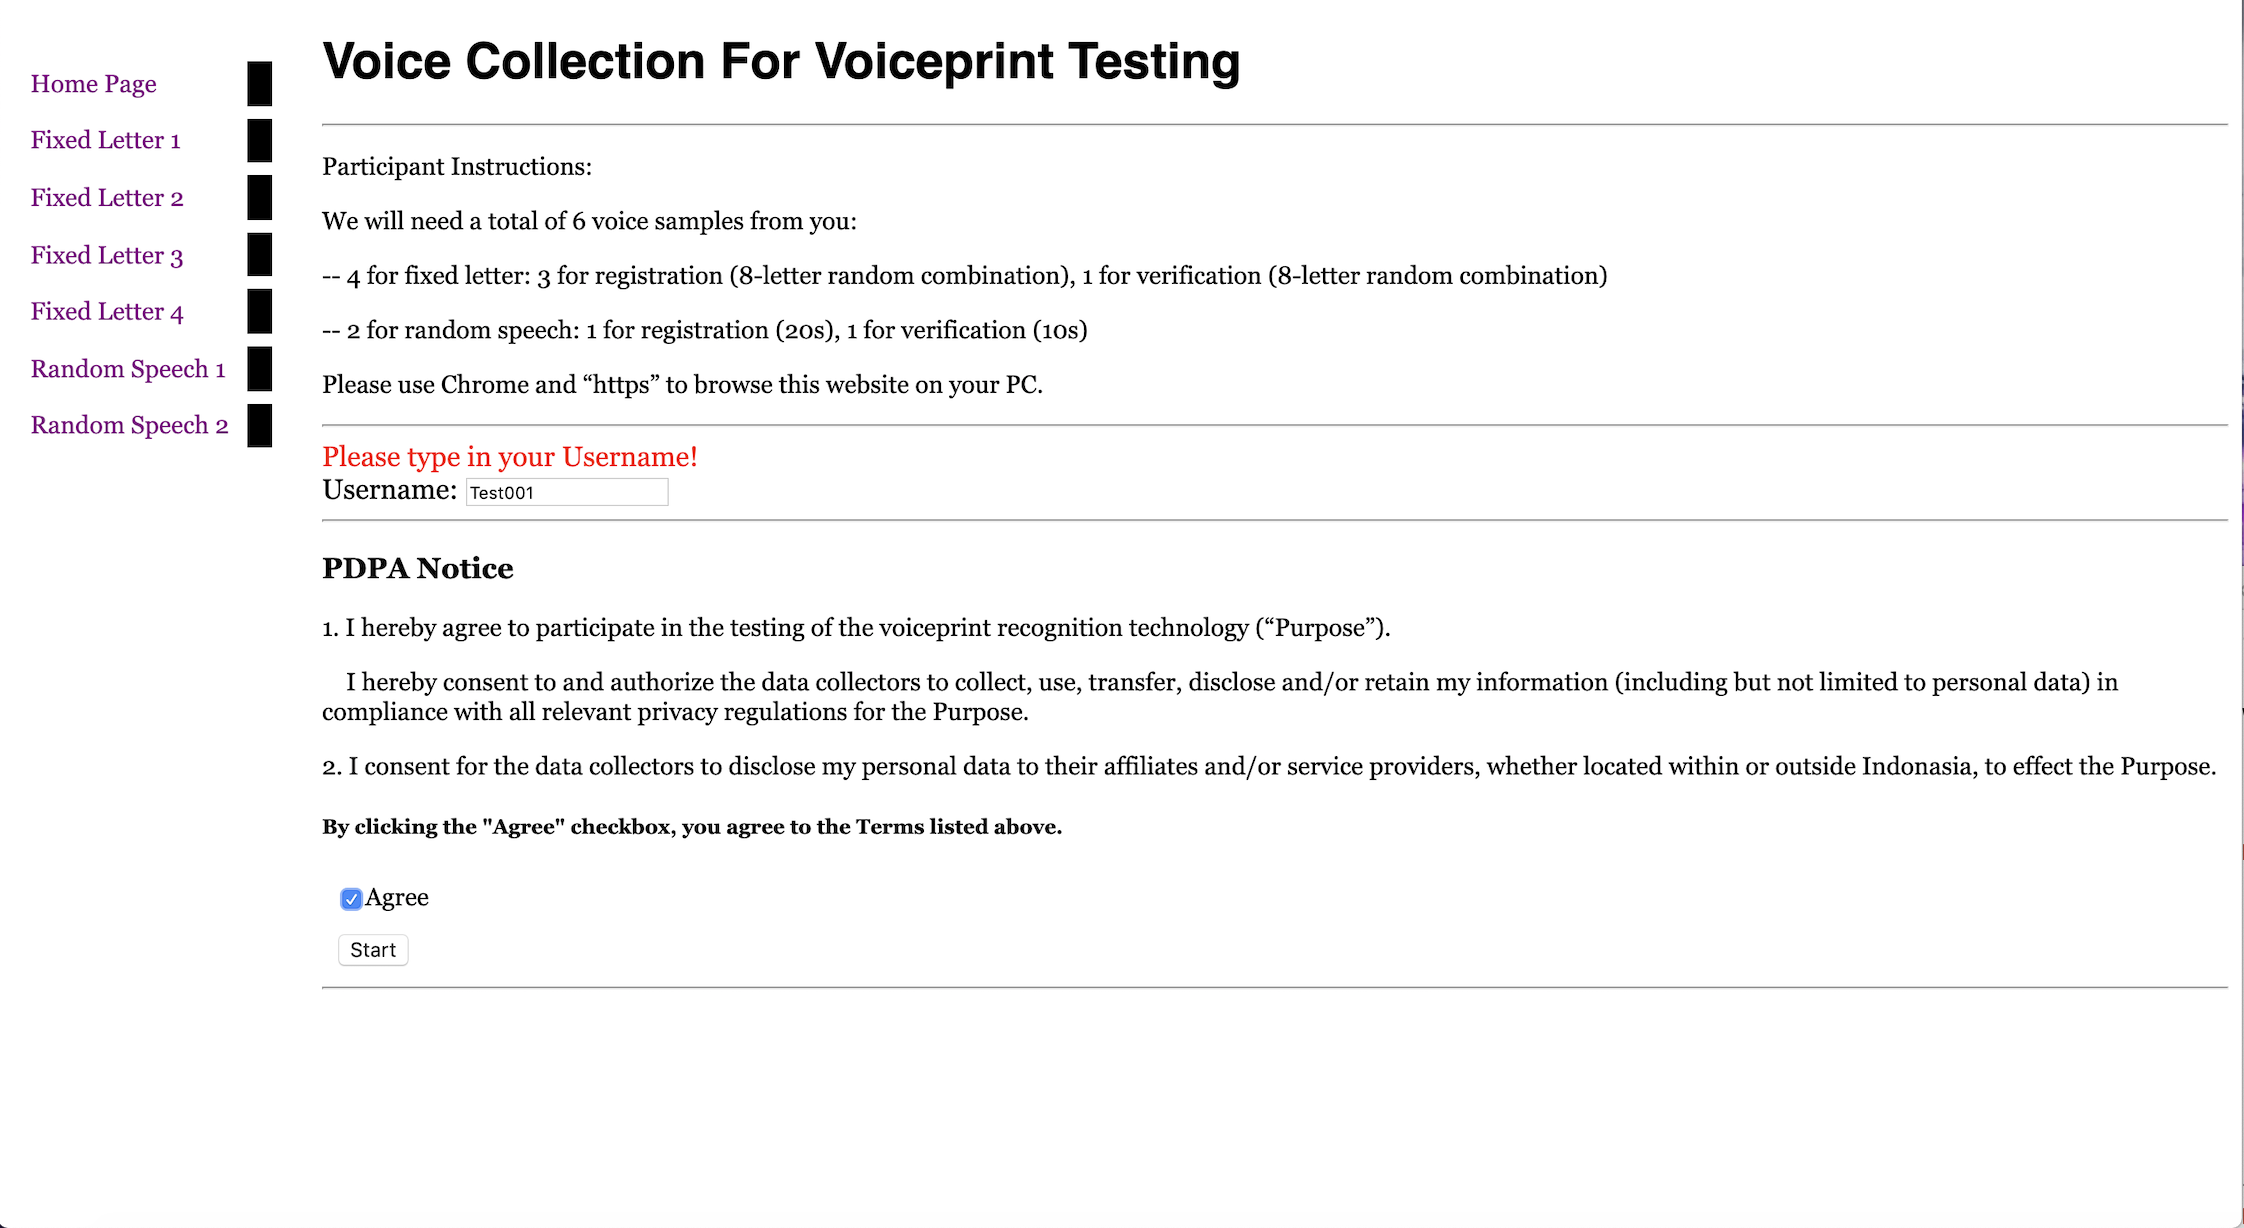 Voice Collection For Voiceprint Testing
Home Page
Fixed Letter 1
Fixed Letter 2
Fixed Letter 3
Fixed Letter 4
Random Speech 1
Random Speech 2
Participant Instructions:
We will need a total of 6 voice samples from you:
-- 4 for fixed letter: 3 for registration (8-letter random combination), 1 for verification (8-letter random combination)
-- 2 for random speech: 1 for registration (20s), 1 for verification (10s)
Please use Chrome and “https” to browse this website on your PC.
Please type in your Username!
Username: Test001
PDPA Notice
1. I hereby agree to participate in the testing of the voiceprint recognition technology (“Purpose”).
I hereby consent to and authorize the data collectors to collect, use, transfer, disclose and/or retain my information (including but not limited to personal data) in
compliance with all relevant privacy regulations for the Purpose.
2. I consent for the data collectors to disclose my personal data to their affiliates and/or service providers, whether located within or outside Indonasia, to effect the Purpose.
By clicking the "Agree" checkbox, you agree to the Terms listed above.
Agree
Start